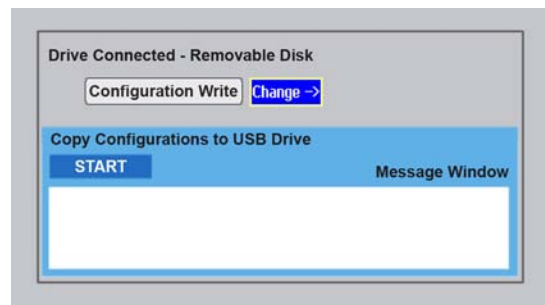 Drive Connected - Removable Disk
Configuration Write Change ->
Copy Configurations to USB Drive
START
Message Window